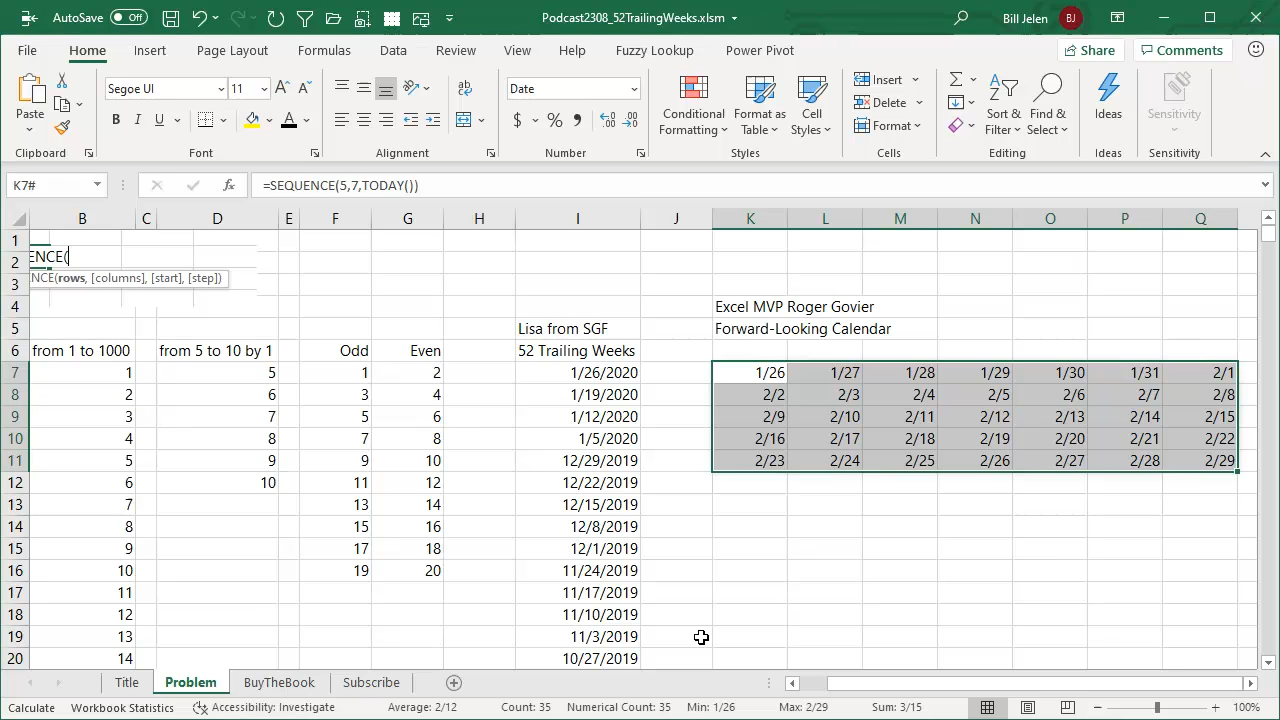 AutoSave Off Podcast2308_52TrailingWeeks.xlsm Bill Jelen BJ
File Home Insert Page Layout Formulas Data Review View Help Fuzzy Lookup Power Pivot Share Comments
Segoe UI 11 Date
Paste Conditional Formatting Format as Table Cell Styles Insert Delete Format Sort & Filter Find & Select Ideas Sensitivity
Clipboard Font Alignment Number Styles Cells Editing Ideas Sensitivity
K7# =SEQUENCE(5,7,TODAY())
B C D E F G H I J K L M N O P Q
1
2 ENCE(
3 NCE(rows, [columns], [start], [step])
4 Excel MVP Roger Govier
5 Lisa from SGF Forward-Looking Calendar
6 from 1 to 1000 from 5 to 10 by 1 Odd Even 52 Trailing Weeks
7 1 5 1 2 1/26/2020 1/26 1/27 1/28 1/29 1/30 1/31 2/1
8 2 6 3 4 1/19/2020 2/2 2/3 2/4 2/5 2/6 2/7 2/8
9 3 7 5 6 1/12/2020 2/9 2/10 2/11 2/12 2/13 2/14 2/15
10 4 8 7 8 1/5/2020 2/16 2/17 2/18 2/19 2/20 2/21 2/22
11 5 9 9 10 12/29/2019 2/23 2/24 2/25 2/26 2/27 2/28 2/29
12 6 10 11 12 12/22/2019
13 7 13 14 12/15/2019
14 8 15 16 12/8/2019
15 9 17 18 12/1/2019
16 10 19 20 11/24/2019
17 11 11/17/2019
18 12 11/10/2019
19 13 11/3/2019
20 14 10/27/2019
Title Problem BuyTheBook Subscribe
Calculate Workbook Statistics Accessibility: Investigate Average: 2/12 Count: 35 Numerical Count: 35 Min: 1/26 Max: 2/29 Sum: 3/15 100%